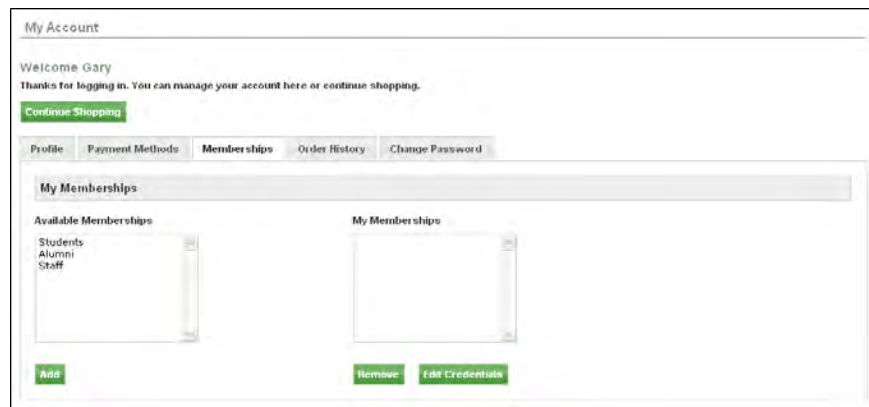 My Account
Welcome Gary
Thanks for logging in. You can manage your account here or continue shopping.
Continue Shopping
Profile Payment Methods Memberships Order History Change Password
My Memberships
Available Memberships My Memberships
Students
Alumni
Staff
Add Remove Edit Credentials